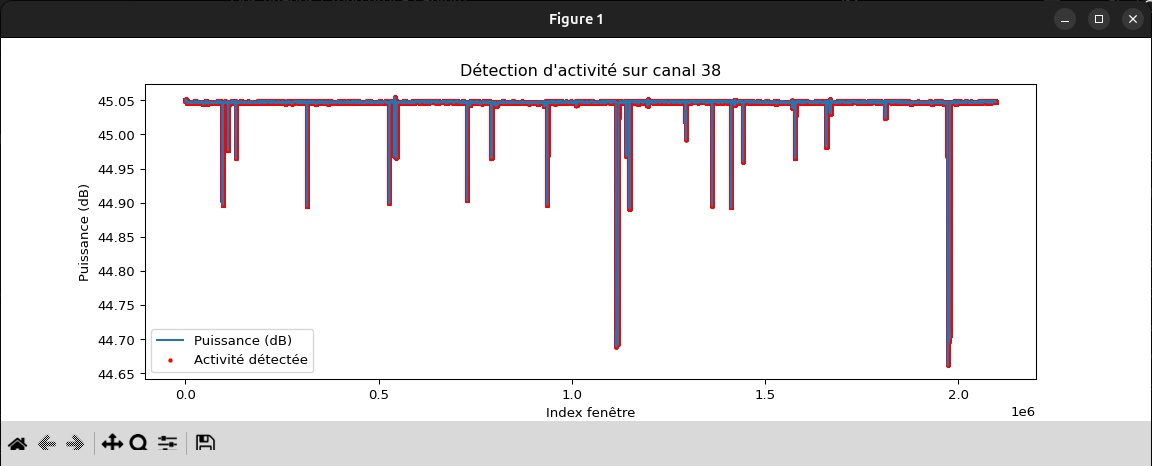 Figure 1
Détection d'activité sur canal 38
45.05
45.00
44.95
44.90
44.85
44.80
44.75
44.70
44.65
Puissance (dB)
Puissance (dB)
Activité détectée
0.0 0.5 1.0 1.5 2.0
1e6
Index fenêtre